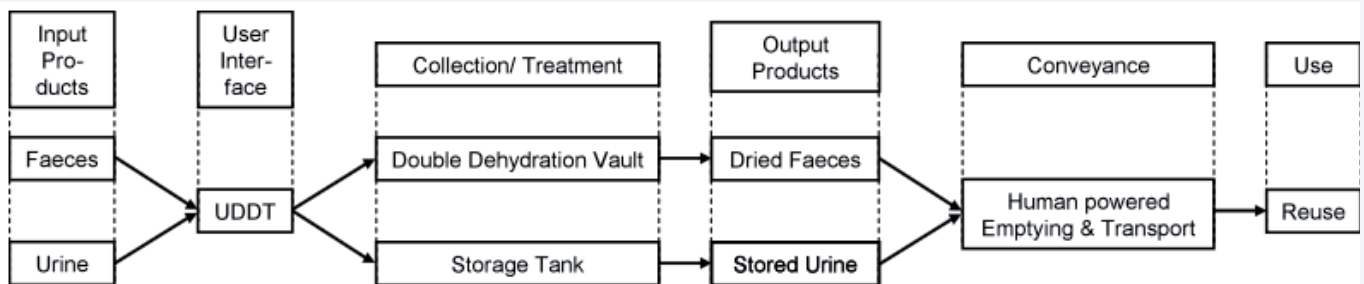 Input
Pro-
ducts
User
Inter-
face
Collection/ Treatment
Output
Products
Conveyance
Use
Faeces
Double Dehydration Vault
Dried Faeces
UDDT
Human powered
Emptying & Transport
Reuse
Urine
Storage Tank
Stored Urine